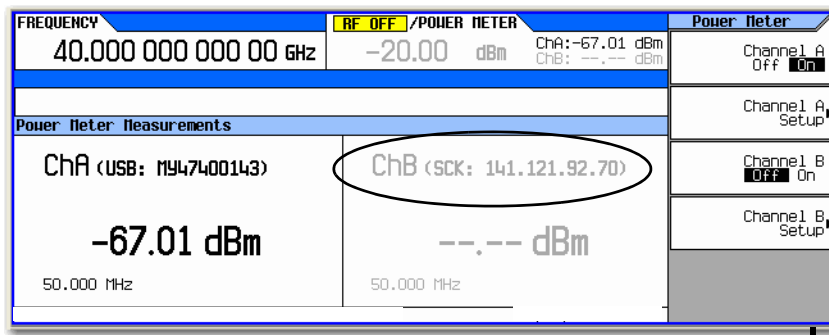 FREQUENCY
40.000 000 000 00 GHz
RF OFF /POWER METER
-20.00 dBm
ChA:-67.01 dBm
ChB: --.-- dBm
Power Meter Measurements
ChA (USB: MY47400143)
-67.01 dBm
50.000 MHz
ChB (SCK: 141.121.92.70)
--.-- dBm
50.000 MHz
Power Meter
Channel A
Off On
Channel A
Setup
Channel B
Off On
Channel B
Setup